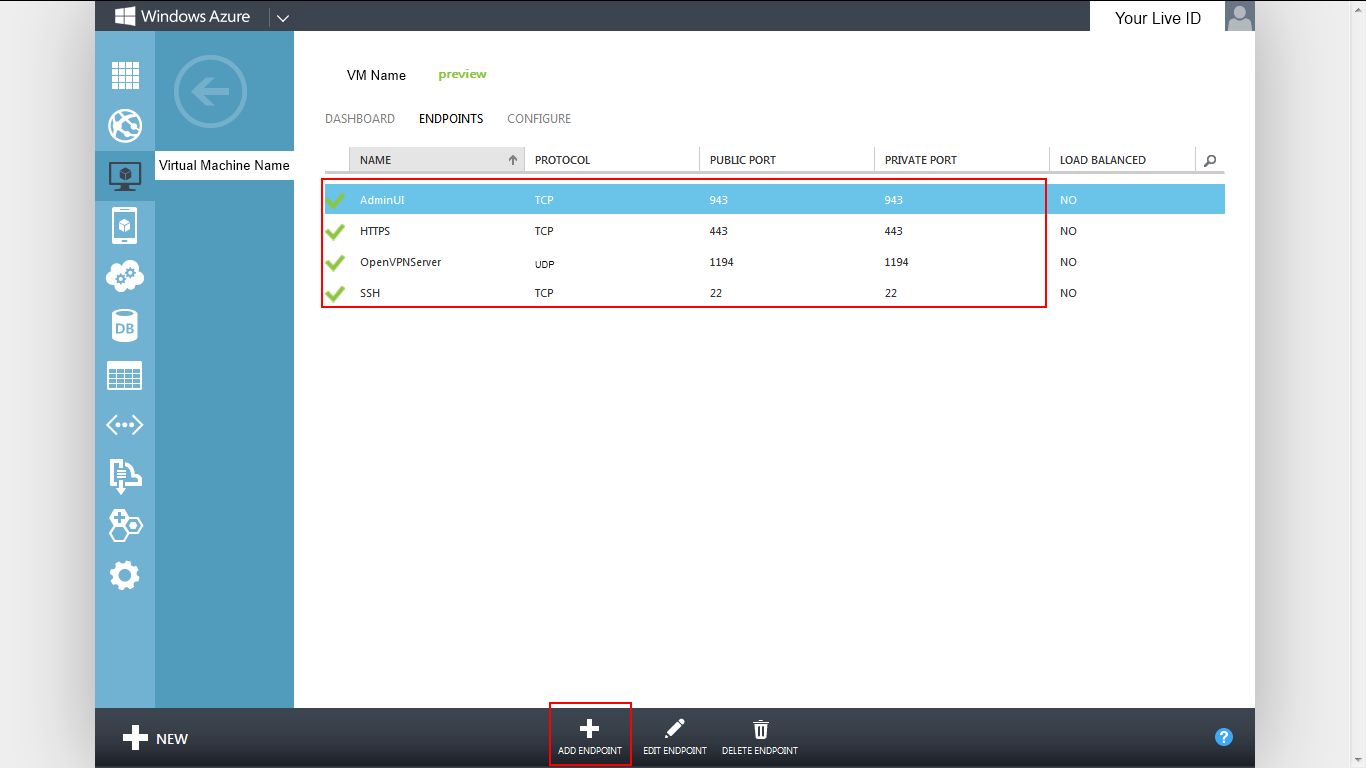 Windows Azure
Your Live ID
VM Name preview
DASHBOARD ENDPOINTS CONFIGURE
Virtual Machine Name
NAME PROTOCOL PUBLIC PORT PRIVATE PORT LOAD BALANCED
AdminUI TCP 943 943 NO
HTTPS TCP 443 443 NO
OpenVPNServer UDP 1194 1194 NO
SSH TCP 22 22 NO
DB
NEW
ADD ENDPOINT EDIT ENDPOINT DELETE ENDPOINT
?